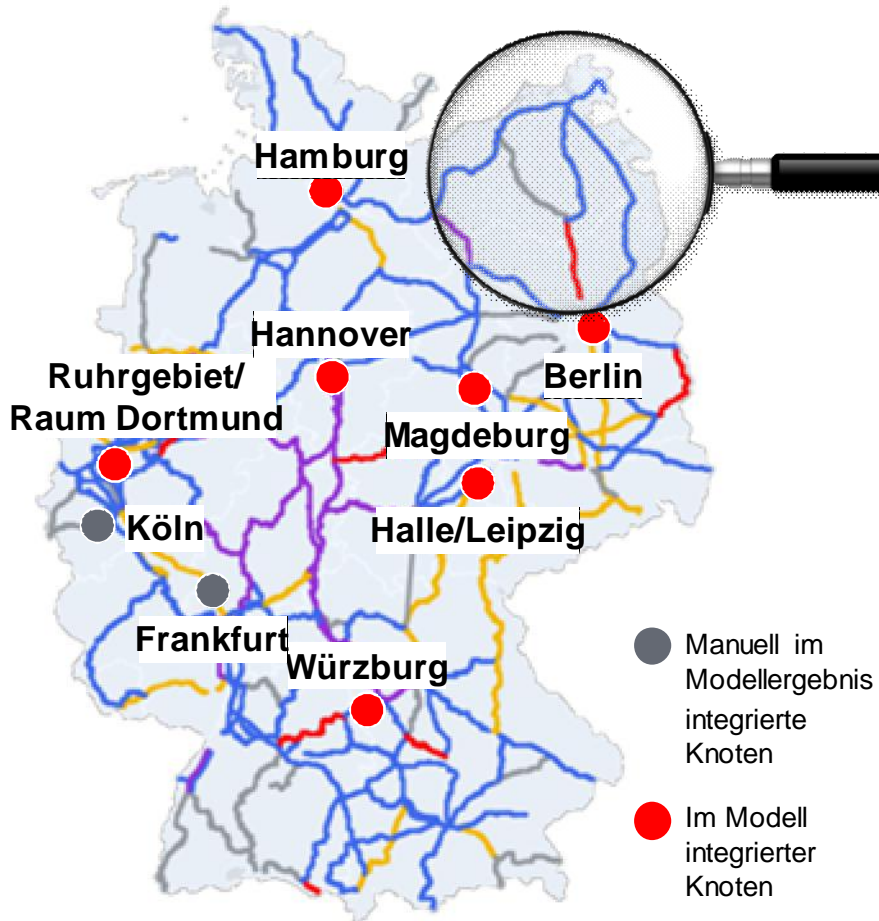 Hamburg
Hannover
Ruhrgebiet/
Raum Dortmund
Berlin
Magdeburg
Köln
Halle/Leipzig
Frankfurt
Würzburg
Manuell im
Modellergebnis
integrierte
Knoten
Im Modell
integrierter
Knoten